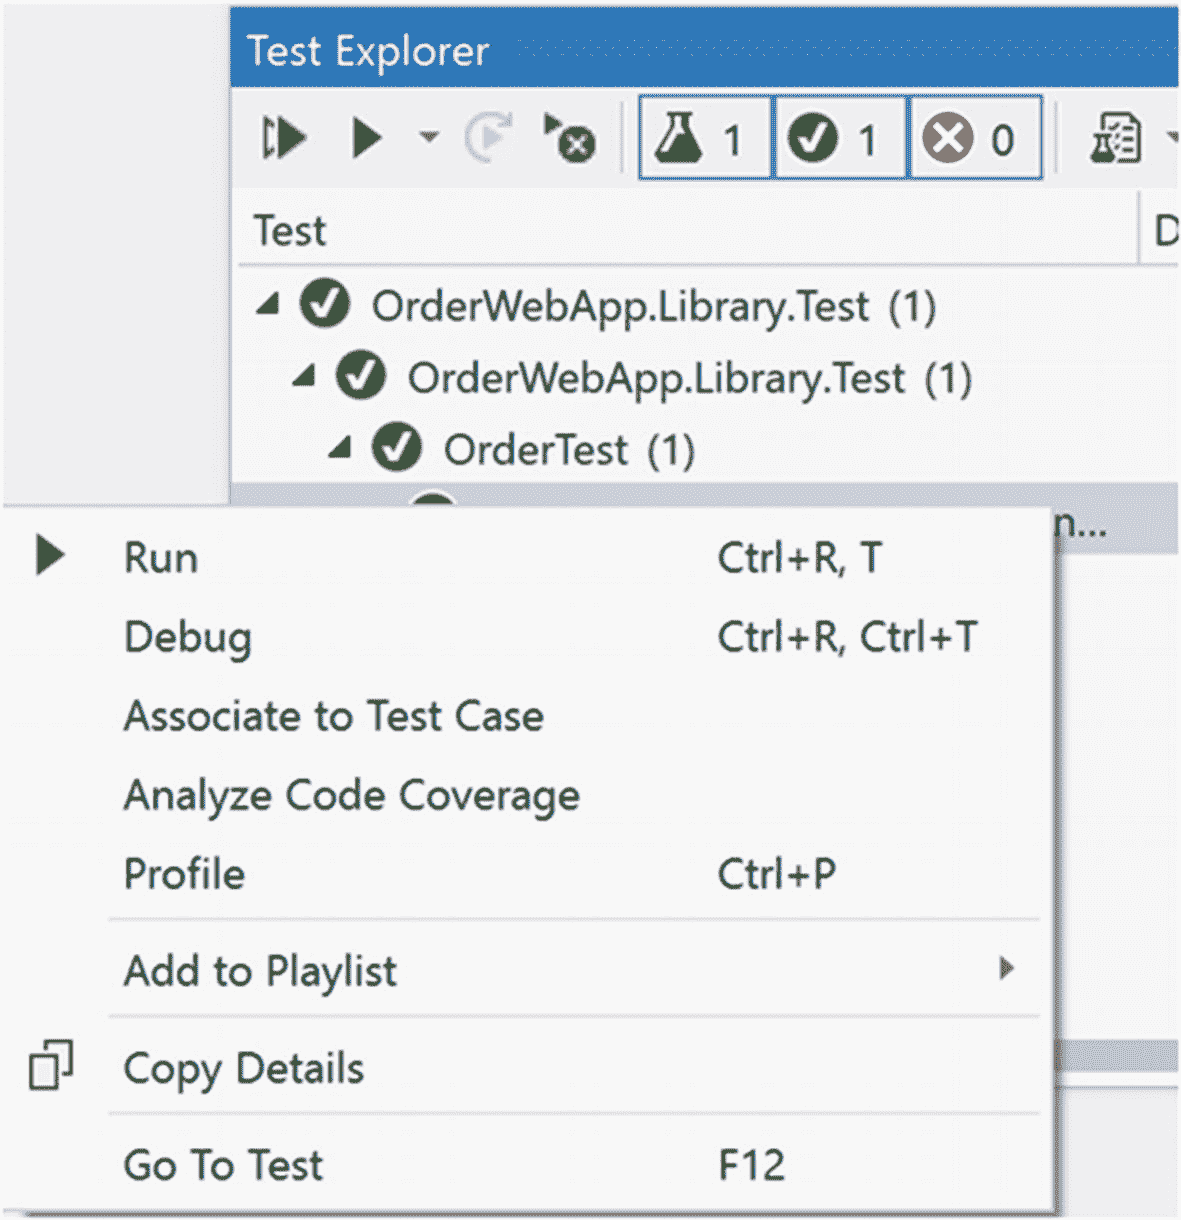 Test Explorer
1 1 0
Test D
OrderWebApp.Library.Test (1)
OrderWebApp.Library.Test (1)
OrderTest (1)
n...
Run Ctrl+R, T
Debug Ctrl+R, Ctrl+T
Associate to Test Case
Analyze Code Coverage
Profile Ctrl+P
Add to Playlist
Copy Details
Go To Test F12